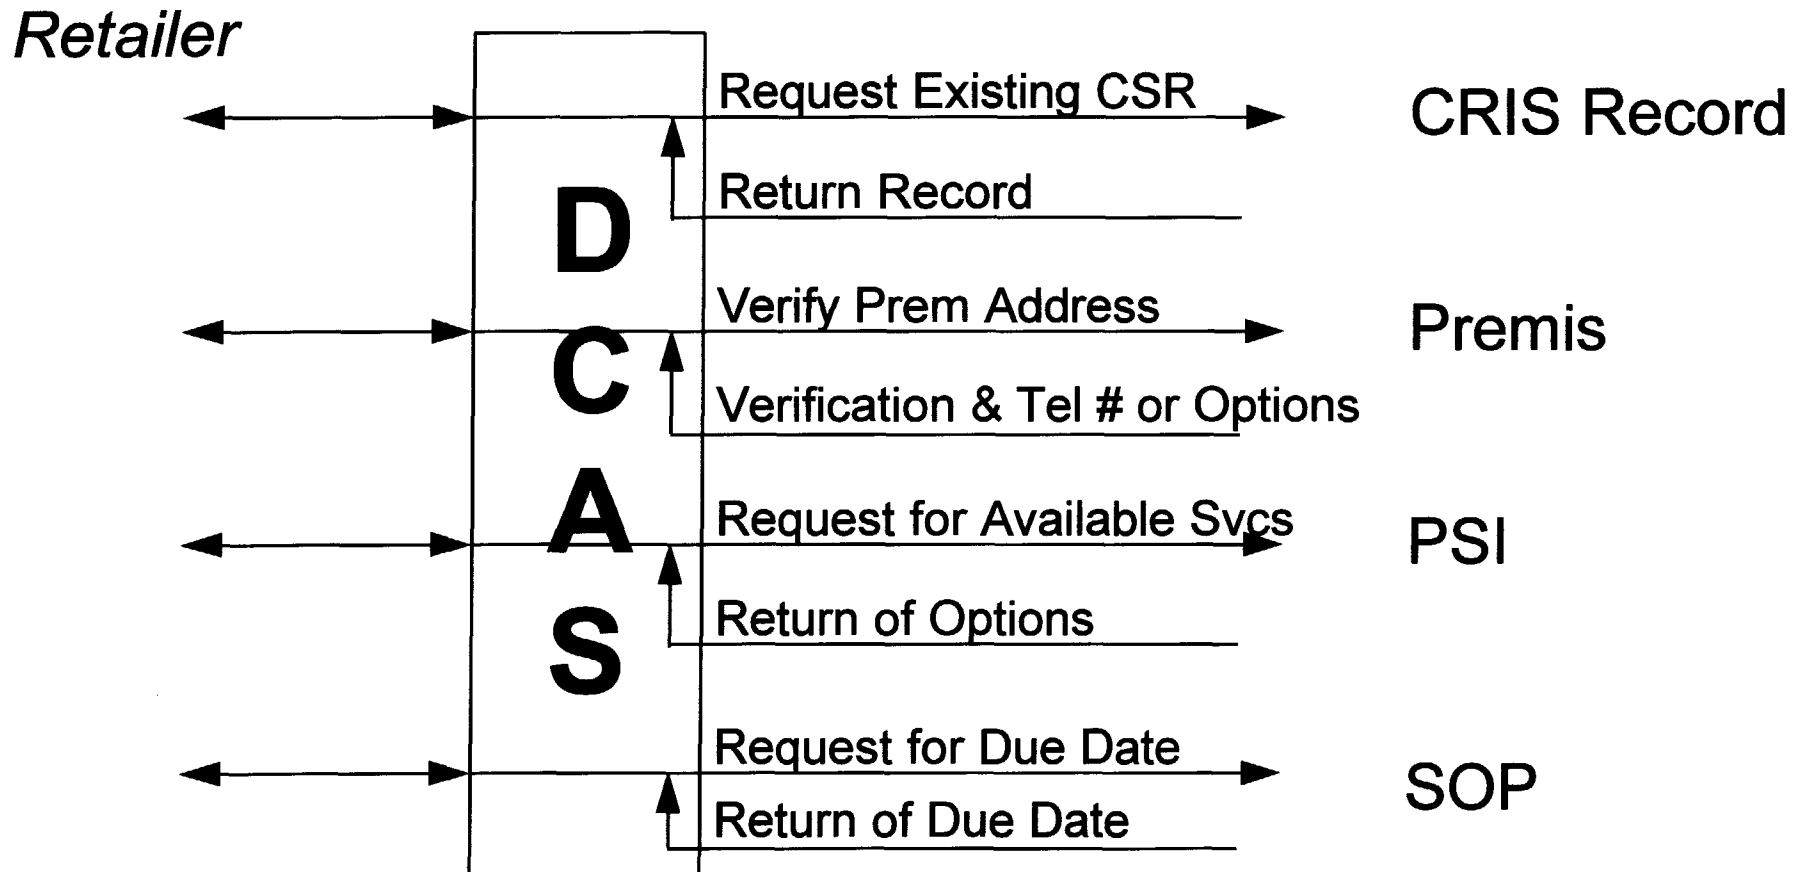 Retailer
Request Existing CSR
CRIS Record
Return Record
D
Verify Prem Address
Premis
C
Verification & Tel # or Options
A
Request for Available Svcs
PSI
Return of Options
S
Request for Due Date
SOP
Return of Due Date